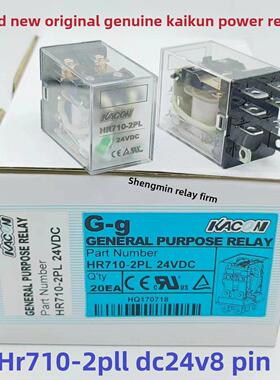 d new original genuine kaikun power re
KACON
HR710-2PL
24VDC
Shengmin relay firm
G-g
KACON
GENERAL PURPOSE RELAY
Part Number
HR710-2PL 24VDC
Q'ty
20EA
HQ170718
KACON
GENERAL PURPOSE RELAY
Part Number
HR710-2PL 24VDC
Hr710-2pll dc24v8 pin